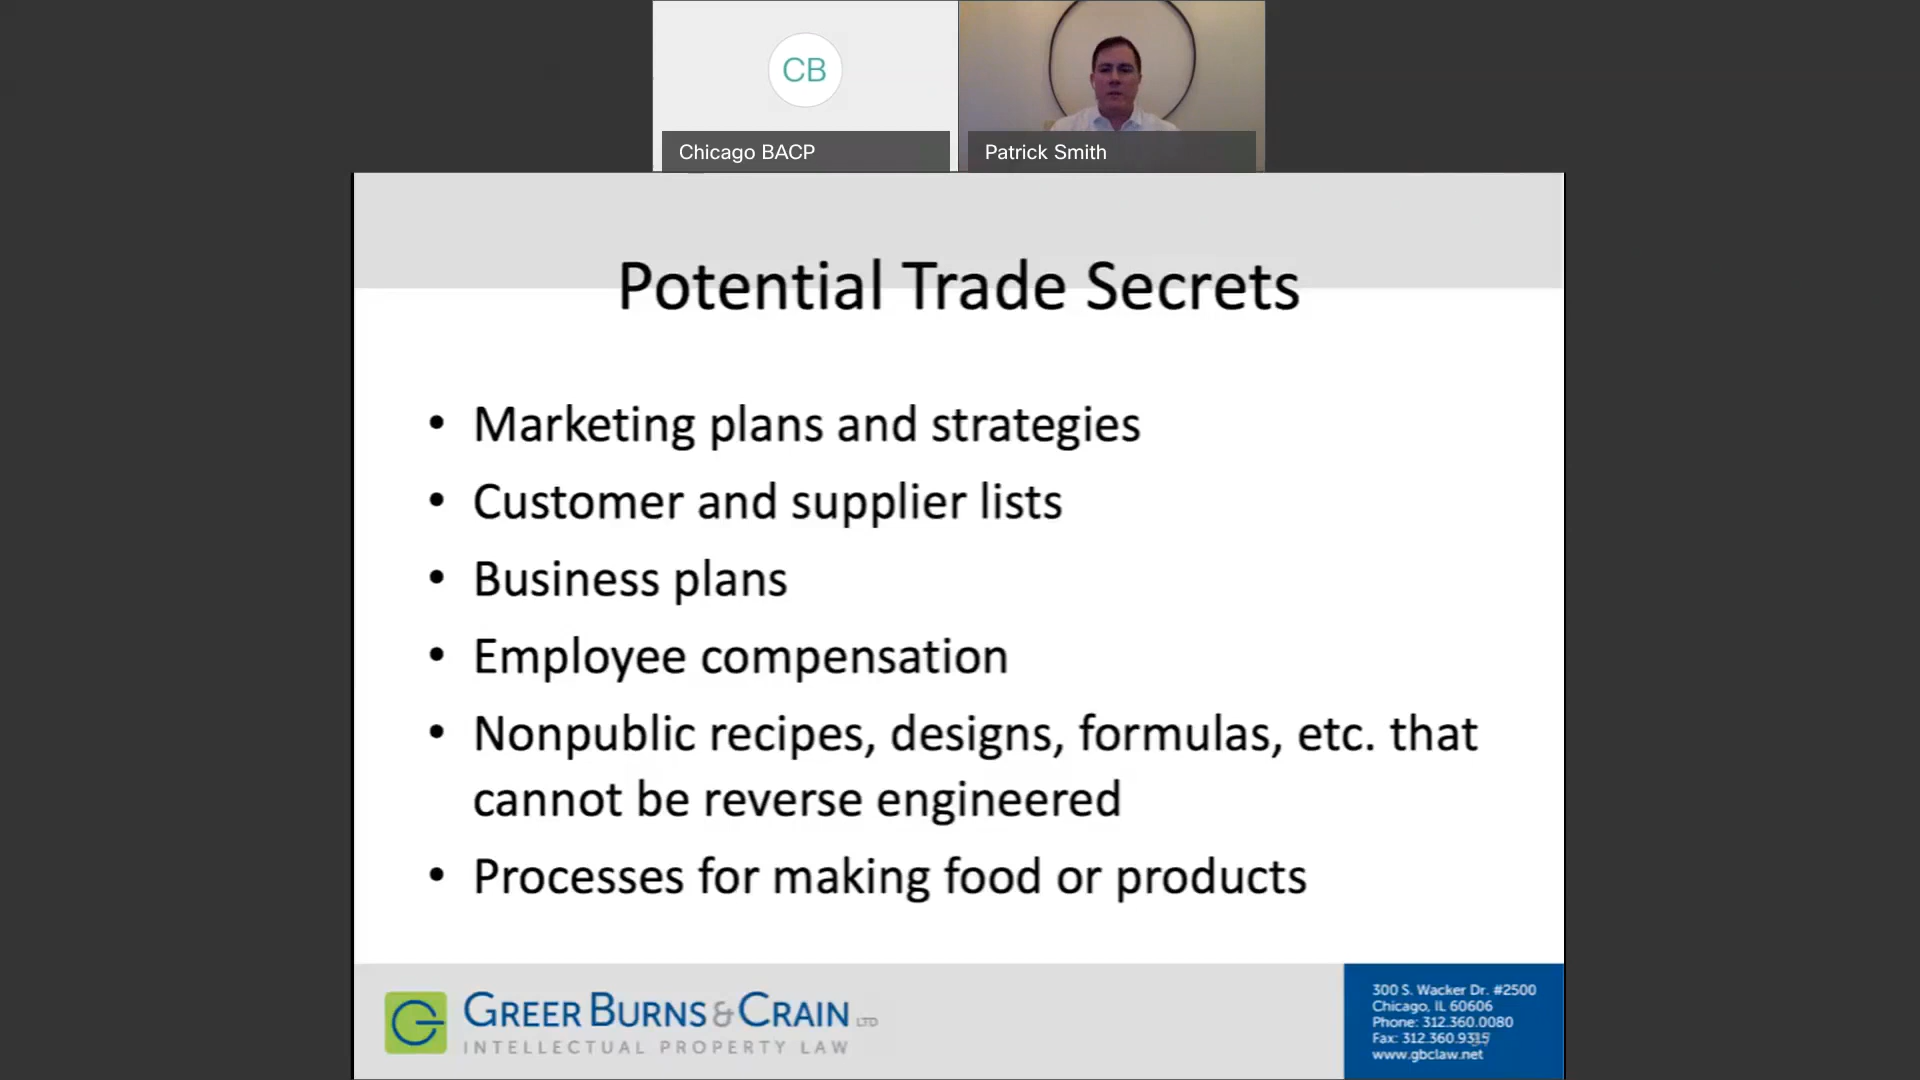 CB
Chicago BACP
Patrick Smith
Potential Trade Secrets
• Marketing plans and strategies
• Customer and supplier lists
• Business plans
• Employee compensation
• Nonpublic recipes, designs, formulas, etc. that
cannot be reverse engineered
• Processes for making food or products
GREER BURNS & CRAIN LTD
INTELLECTUAL PROPERTY LAW
300 S. Wacker Dr. #2500
Chicago, IL 60606
Phone: 312.360.0080
Fax: 312.360.9315
www.gbclaw.net